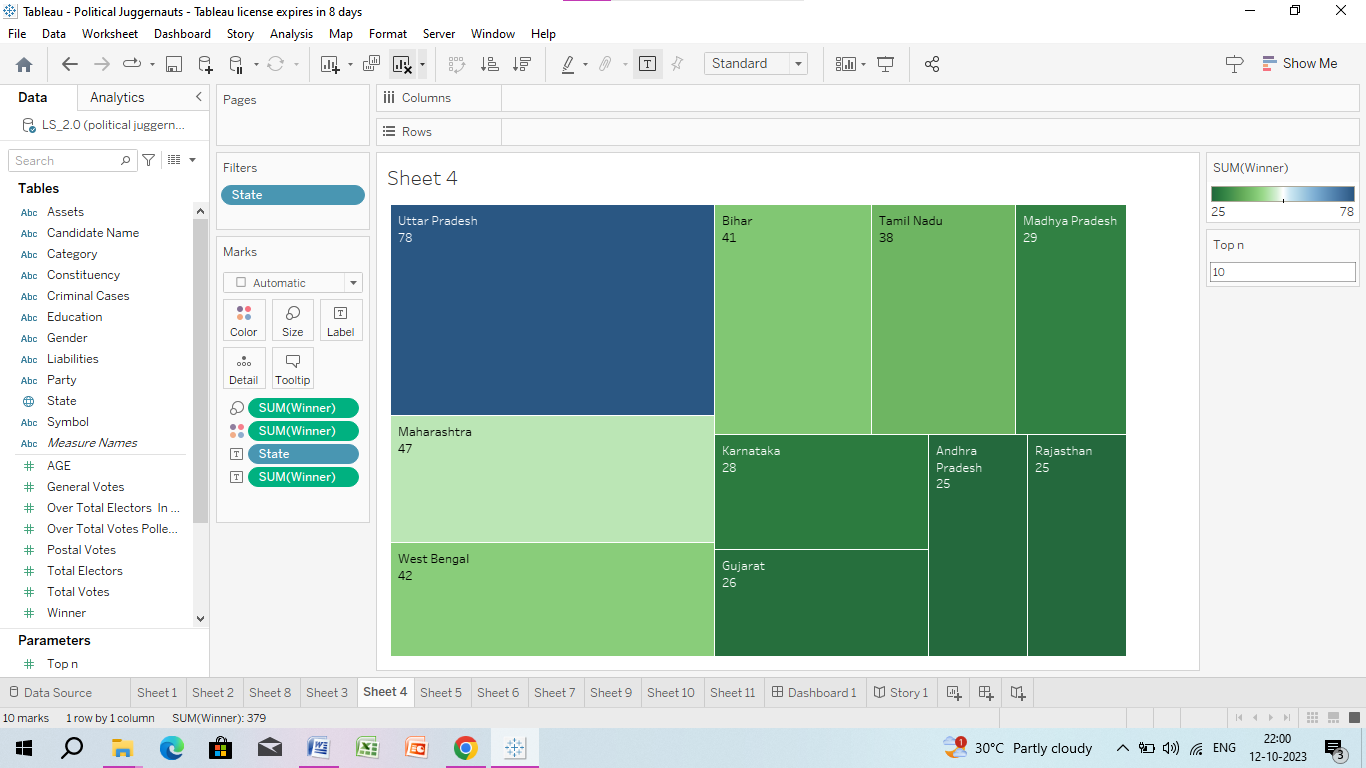 Tableau - Political Juggernauts - Tableau license expires in 8 days
File Data Worksheet Dashboard Story Analysis Map Format Server Window Help
Standard
Show Me
Data Analytics
LS_2.0 (political juggern...
Search
Tables
Abc Assets
Abc Candidate Name
Abc Category
Abc Constituency
Abc Criminal Cases
Abc Education
Abc Gender
Abc Liabilities
Abc Party
State
Abc Symbol
Abc Measure Names
# AGE
# General Votes
# Over Total Electors In ...
# Over Total Votes Polle...
# Postal Votes
# Total Electors
# Total Votes
# Winner
Parameters
# Top n
Pages
Filters
State
Marks
Automatic
Color Size Label
Detail Tooltip
SUM(Winner)
SUM(Winner)
State
SUM(Winner)
Columns
Rows
Sheet 4
Uttar Pradesh
78
Maharashtra
47
West Bengal
42
Bihar
41
Tamil Nadu
38
Madhya Pradesh
29
Karnataka
28
Gujarat
26
Andhra
Pradesh
25
Rajasthan
25
SUM(Winner)
25 78
Top n
10
Data Source Sheet 1 Sheet 2 Sheet 8 Sheet 3 Sheet 4 Sheet 5 Sheet 6 Sheet 7 Sheet 9 Sheet 10 Sheet 11 Dashboard 1 Story 1
10 marks 1 row by 1 column SUM(Winner): 379
1 30°C Partly cloudy ENG 22:00
12-10-2023 3